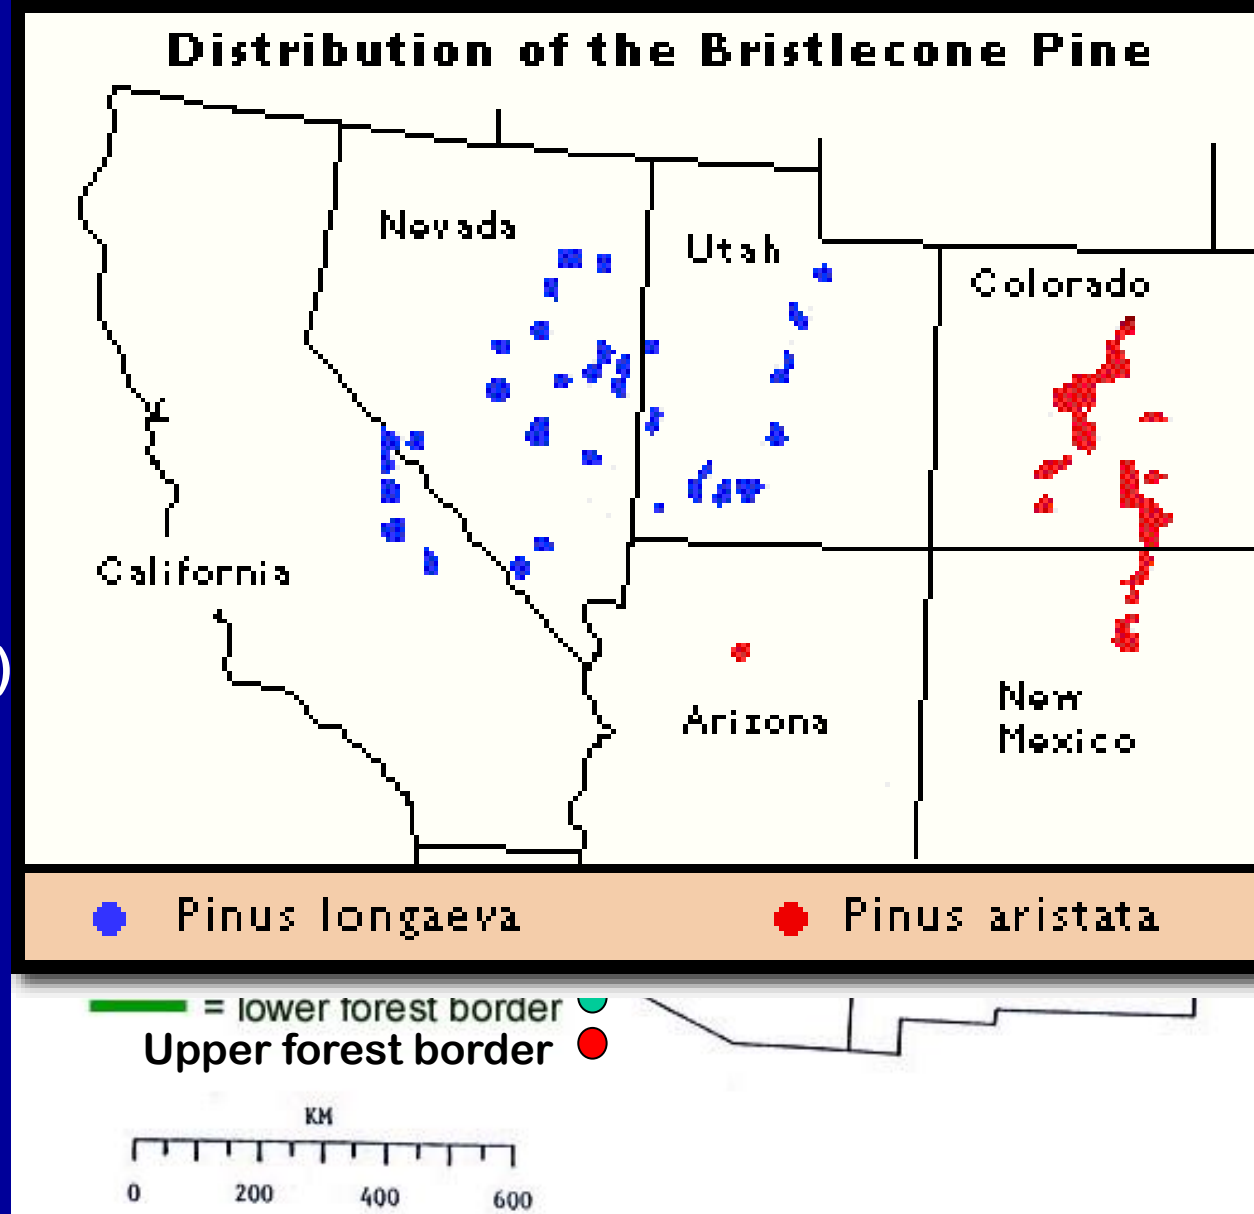 Distribution of the Bristlecone Pine
Nevada
Utah
Colorado
California
)
Arizona
New
Mexico
Pinus longaeva
Pinus aristata
= lower forest border
Upper forest border
KM
0 200 400 600